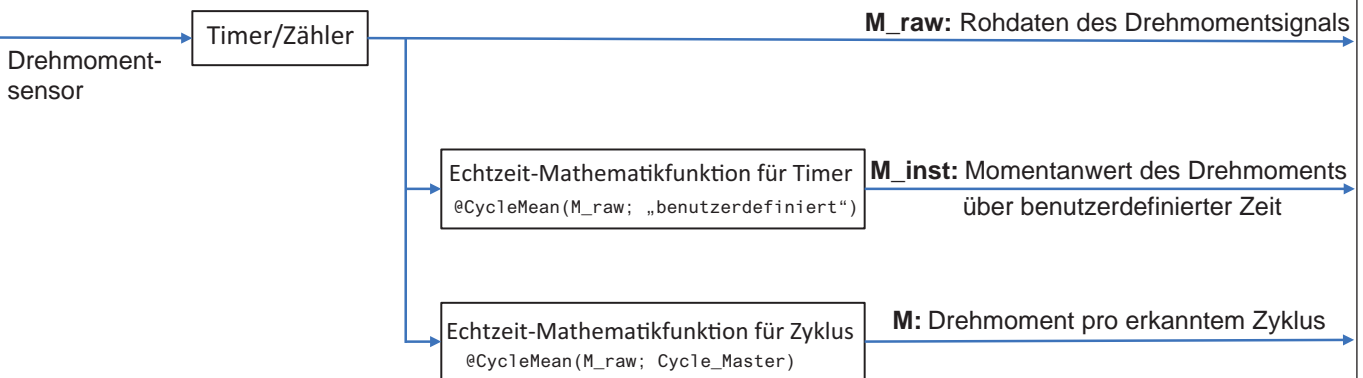 M_raw: Rohdaten des Drehmomentsignals
Timer/Zähler
Drehmoment-
sensor
Echtzeit-Mathematikfunktion für Timer
@CycleMean(M_raw; „benutzerdefiniert“)
M_inst: Momentanwert des Drehmoments
über benutzerdefinierter Zeit
Echtzeit-Mathematikfunktion für Zyklus
@CycleMean(M_raw; Cycle_Master)
M: Drehmoment pro erkanntem Zyklus